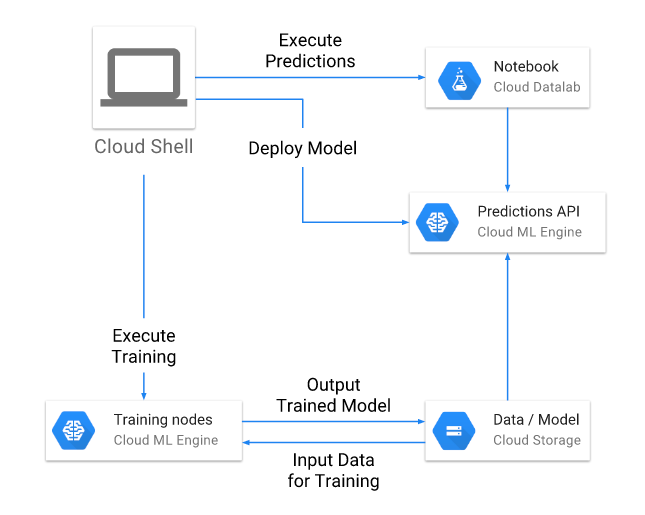 Execute
Predictions
Notebook
Cloud Datalab
Cloud Shell
Deploy Model
Predictions API
Cloud ML Engine
Execute
Training
Output
Trained Model
Training nodes
Cloud ML Engine
Data / Model
Cloud Storage
Input Data
for Training